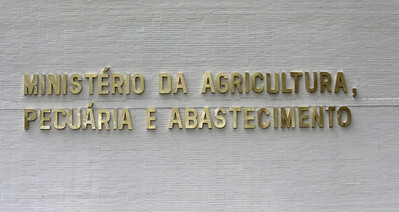 MINISTÉRIO DA AGRICULTURA,
PECUÁRIA E ABASTECIMENTO